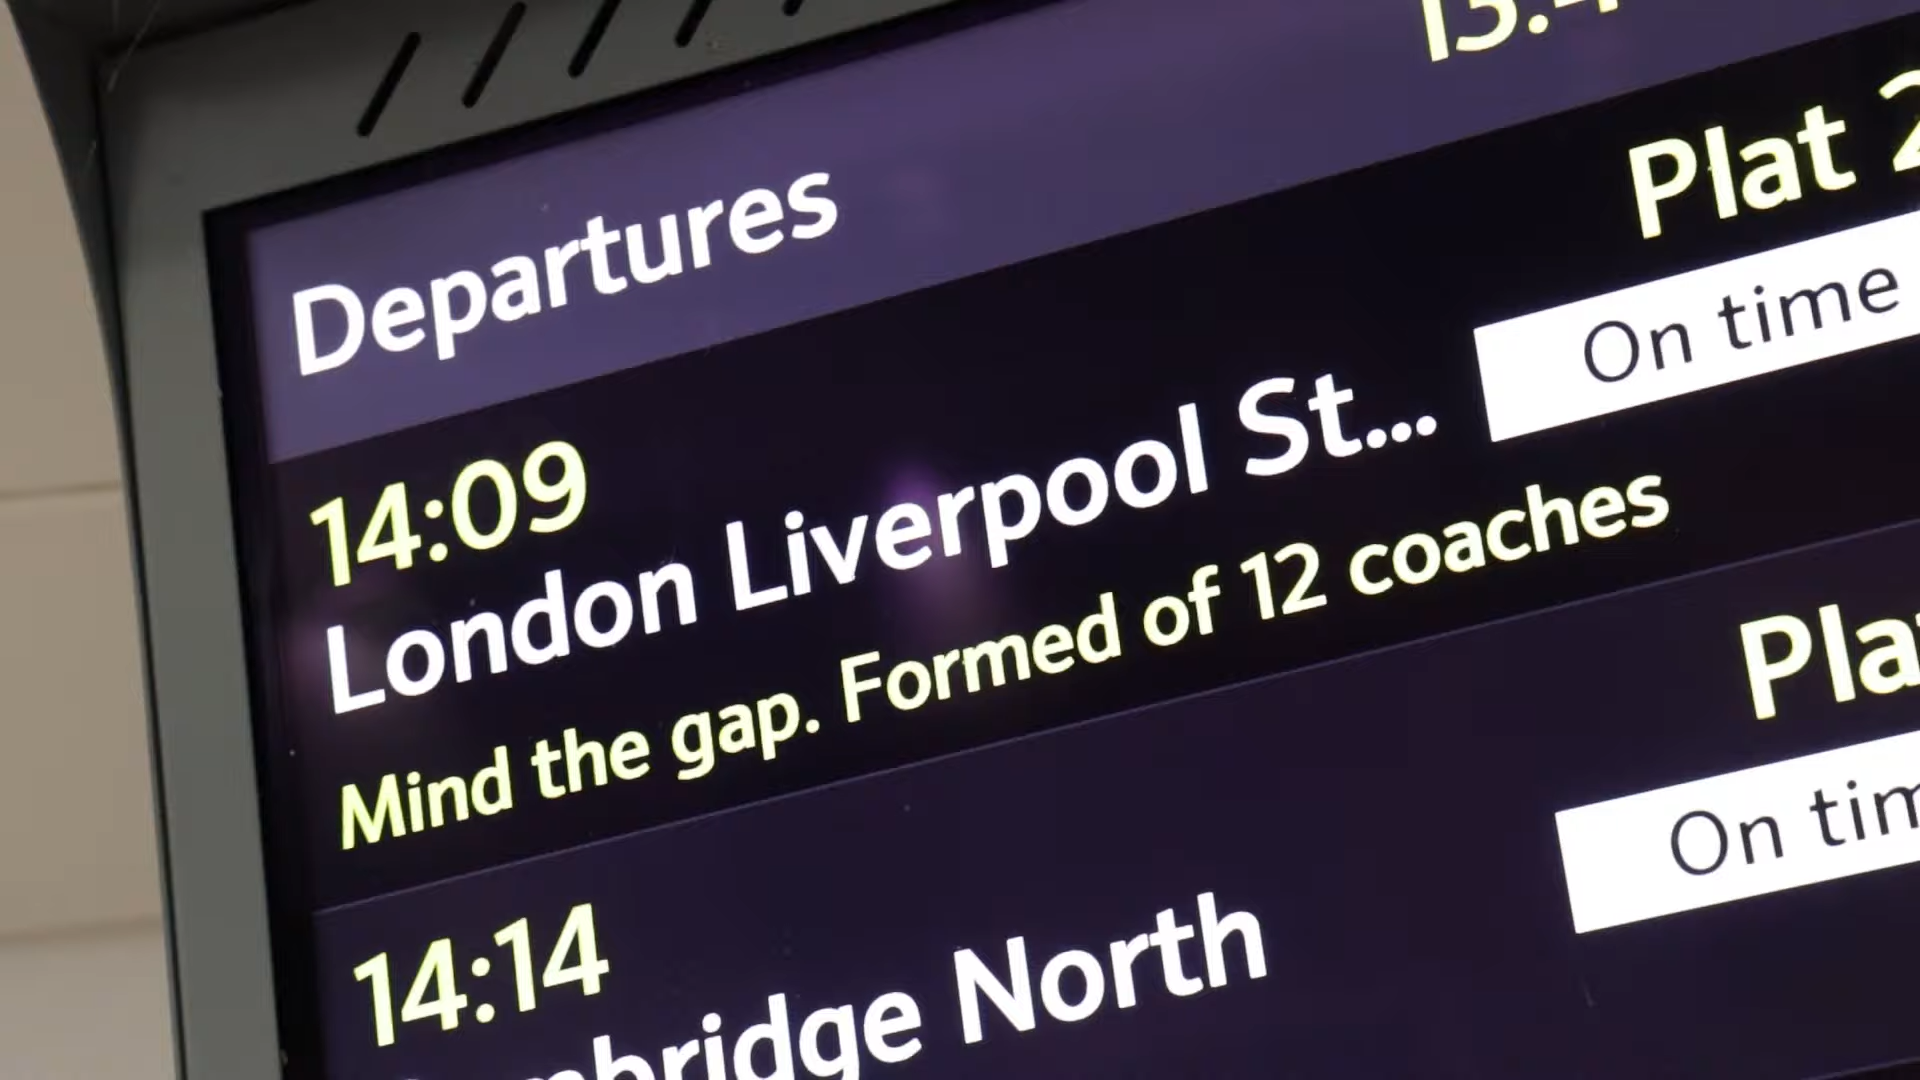 Departures
14:09
Plat 2
London Liverpool St...
On time
Mind the gap. Formed of 12 coaches
14:14
North
On